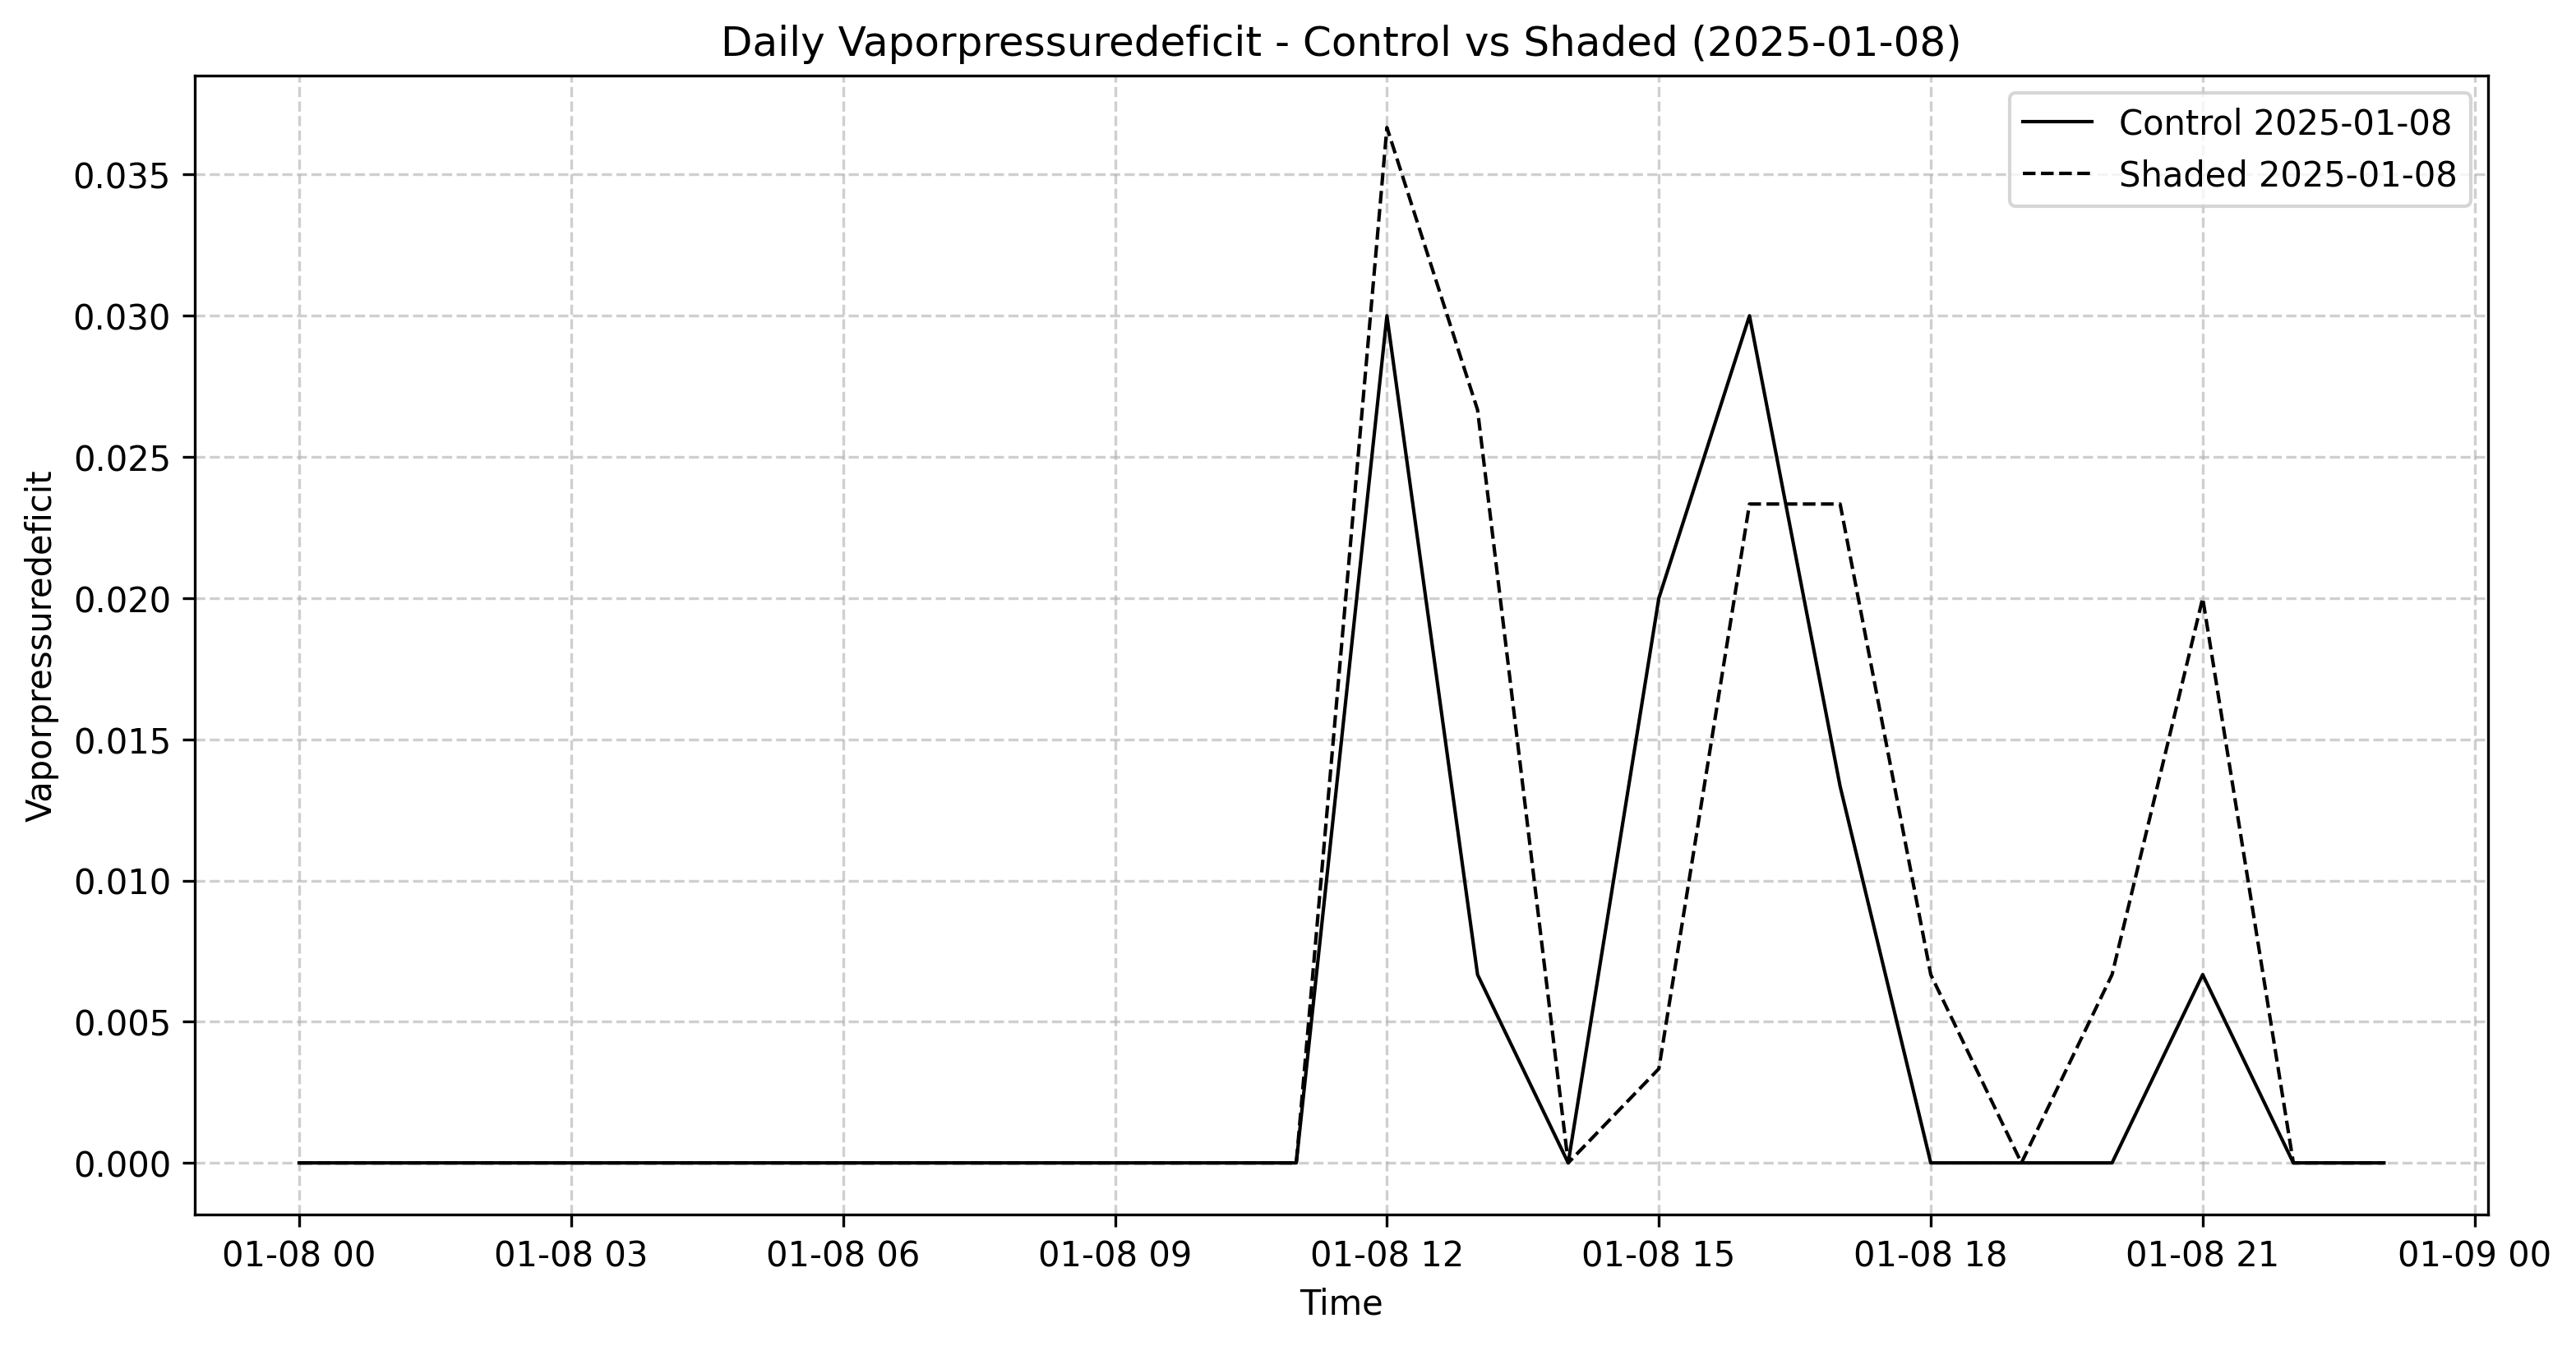 Daily Vaporpressuredeficit - Control vs Shaded (2025-01-08)
Control 2025-01-08
Shaded 2025-01-08
Vaporpressuredeficit
0.035
0.030
0.025
0.020
0.015
0.010
0.005
0.000
01-08 00 01-08 03 01-08 06 01-08 09 01-08 12 01-08 15 01-08 18 01-08 21 01-09 00
Time